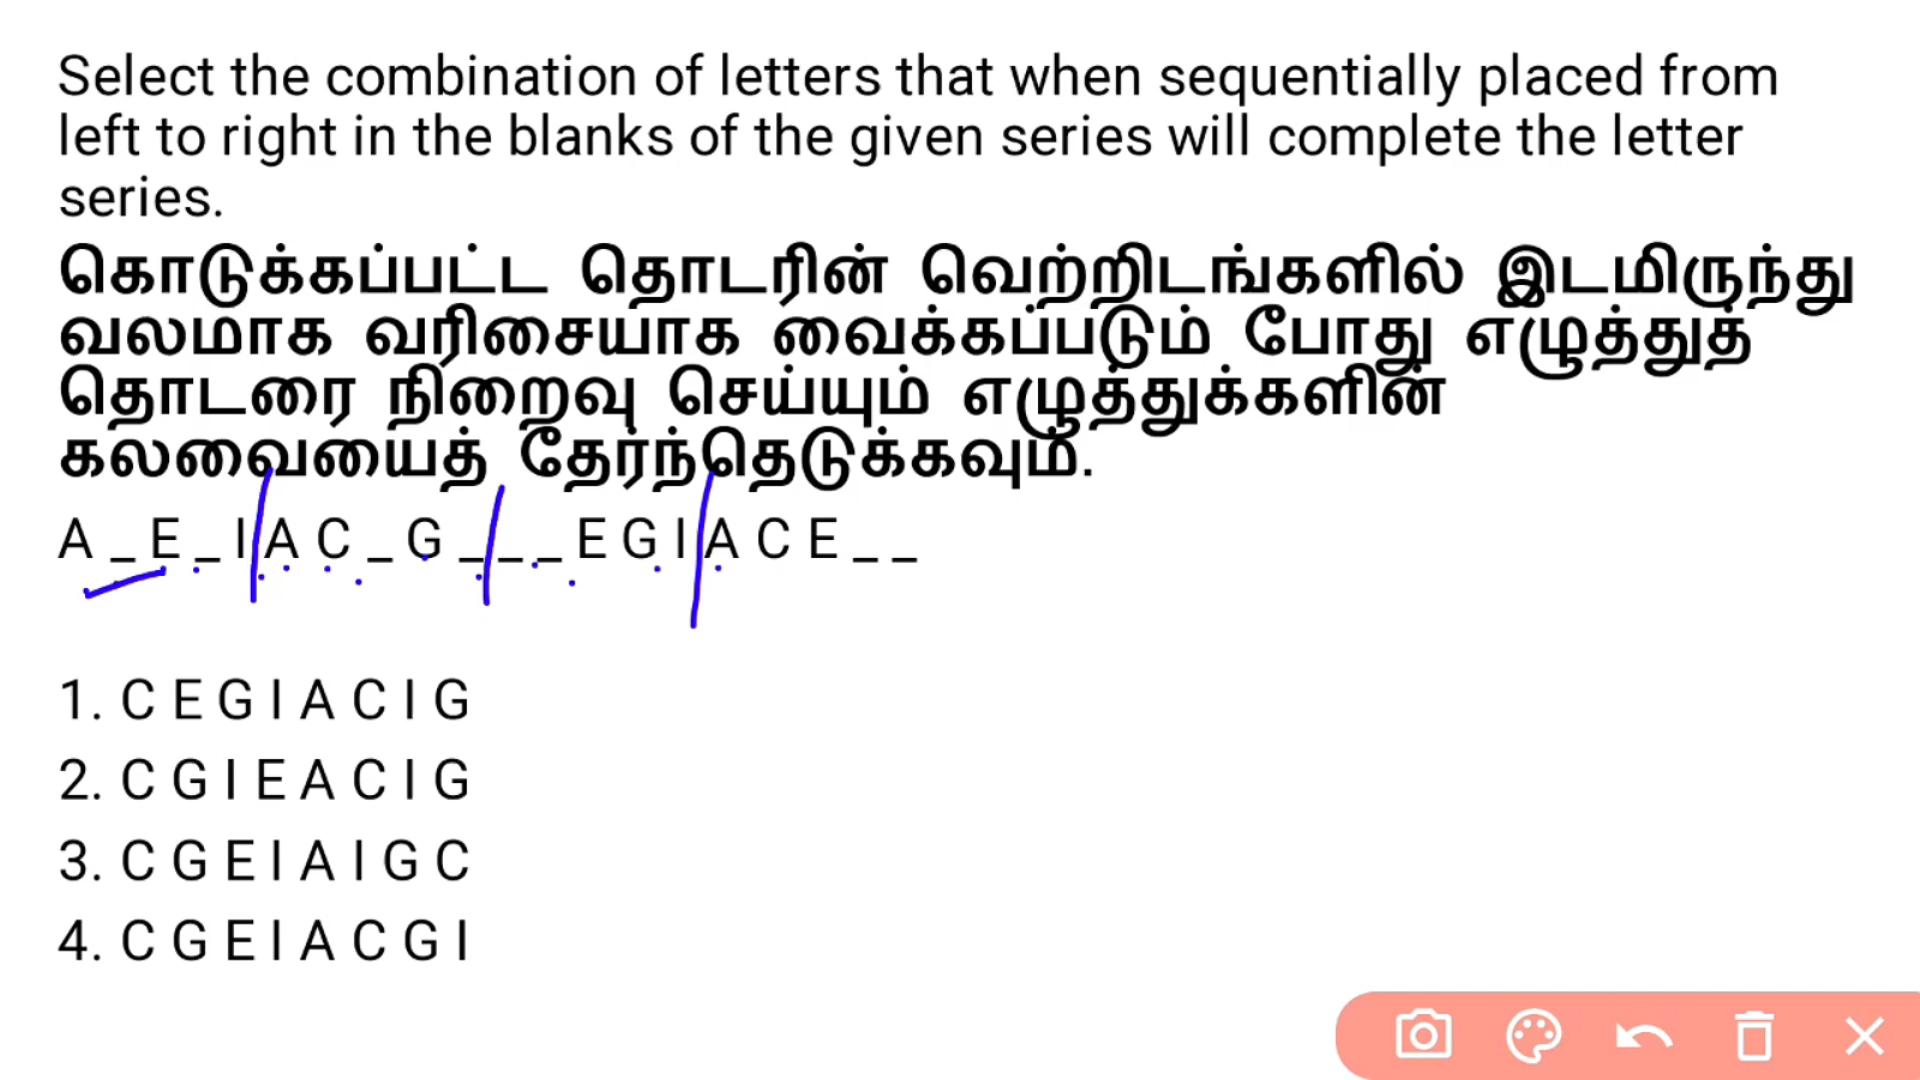 Select the combination of letters that when sequentially placed from
left to right in the blanks of the given series will complete the letter
series.
கொடுக்கப்பட்ட தொடரின் வெற்றிடங்களில் இடமிருந்து
வலமாக வரிசையாக வைக்கப்படும் போது எழுத்துத்
தொடரை நிறைவு செய்யும் எழுத்துக்களின்
கலவையைத் தேர்ந்தெடுக்கவும்.
A _ E _ I A C _ G _ _ _ E G I A C E _ _
1. C E G I A C I G
2. C G I E A C I G
3. C G E I A I G C
4. C G E I A C G I